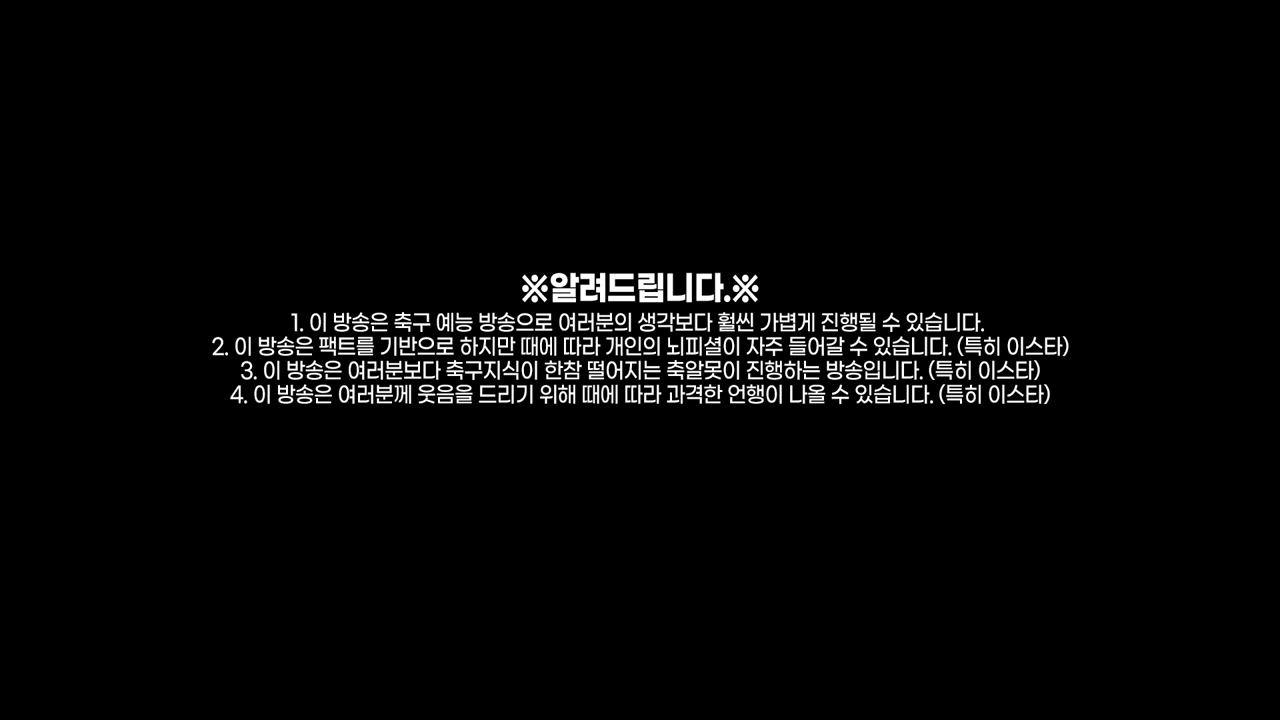 ※알려드립니다.※
1. 이 방송은 축구 예능 방송으로 여러분의 생각보다 훨씬 가볍게 진행될 수 있습니다.
2. 이 방송은 팩트를 기반으로 하지만 때에 따라 개인의 뇌피셜이 자주 들어갈 수 있습니다. (특히 이스타)
3. 이 방송은 여러분보다 축구지식이 한참 떨어지는 축알못이 진행하는 방송입니다. (특히 이스타)
4. 이 방송은 여러분께 웃음을 드리기 위해 때에 따라 과격한 언행이 나올 수 있습니다. (특히 이스타)